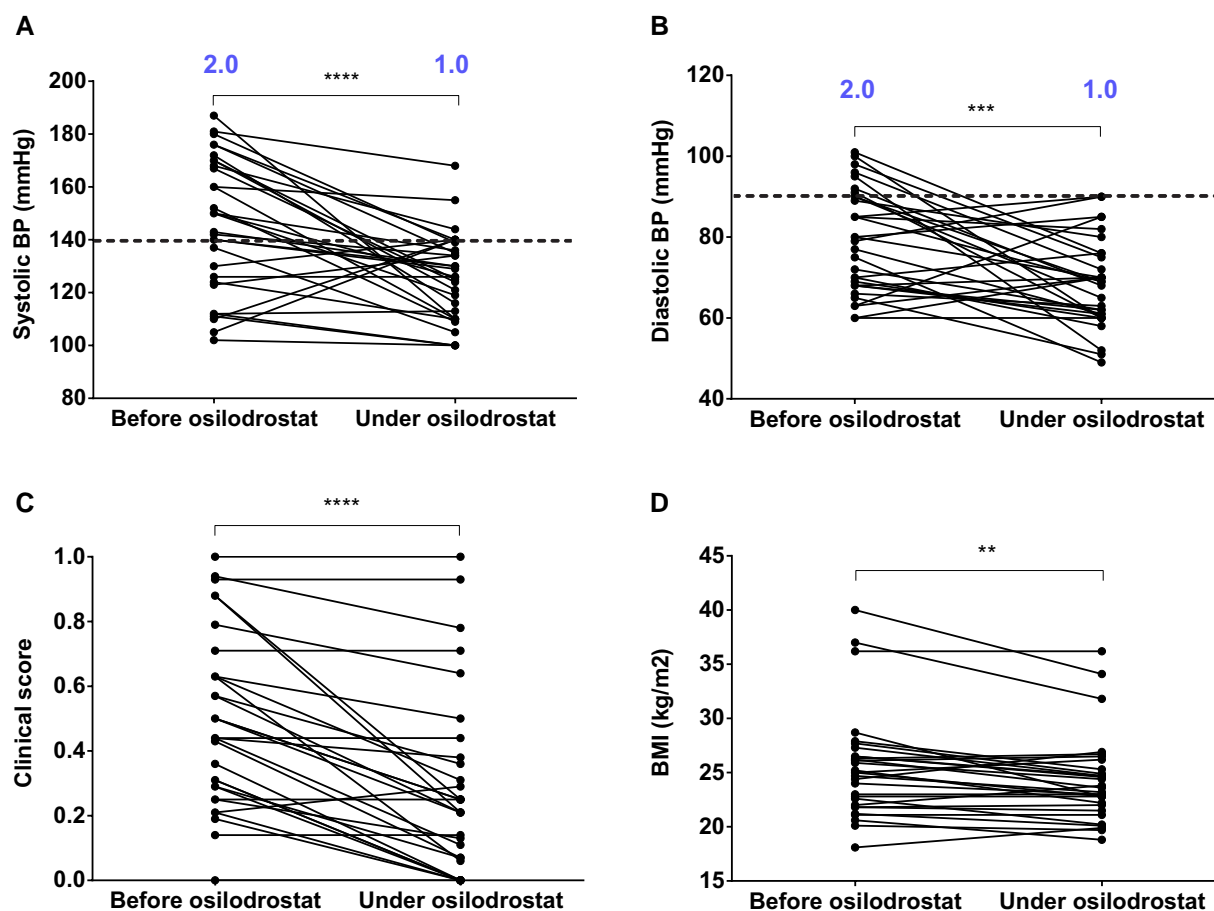 A
2.0
1.0
****
Systolic BP (mmHg)
200
180
160
140
120
100
80
Before osilodrostat
Under osilodrostat
B
2.0
1.0
***
Diastolic BP (mmHg)
120
100
80
60
40
Before osilodrostat
Under osilodrostat
C
****
Clinical score
1.0
0.8
0.6
0.4
0.2
0.0
Before osilodrostat
Under osilodrostat
D
**
BMI (kg/m2)
45
40
35
30
25
20
15
Before osilodrostat
Under osilodrostat